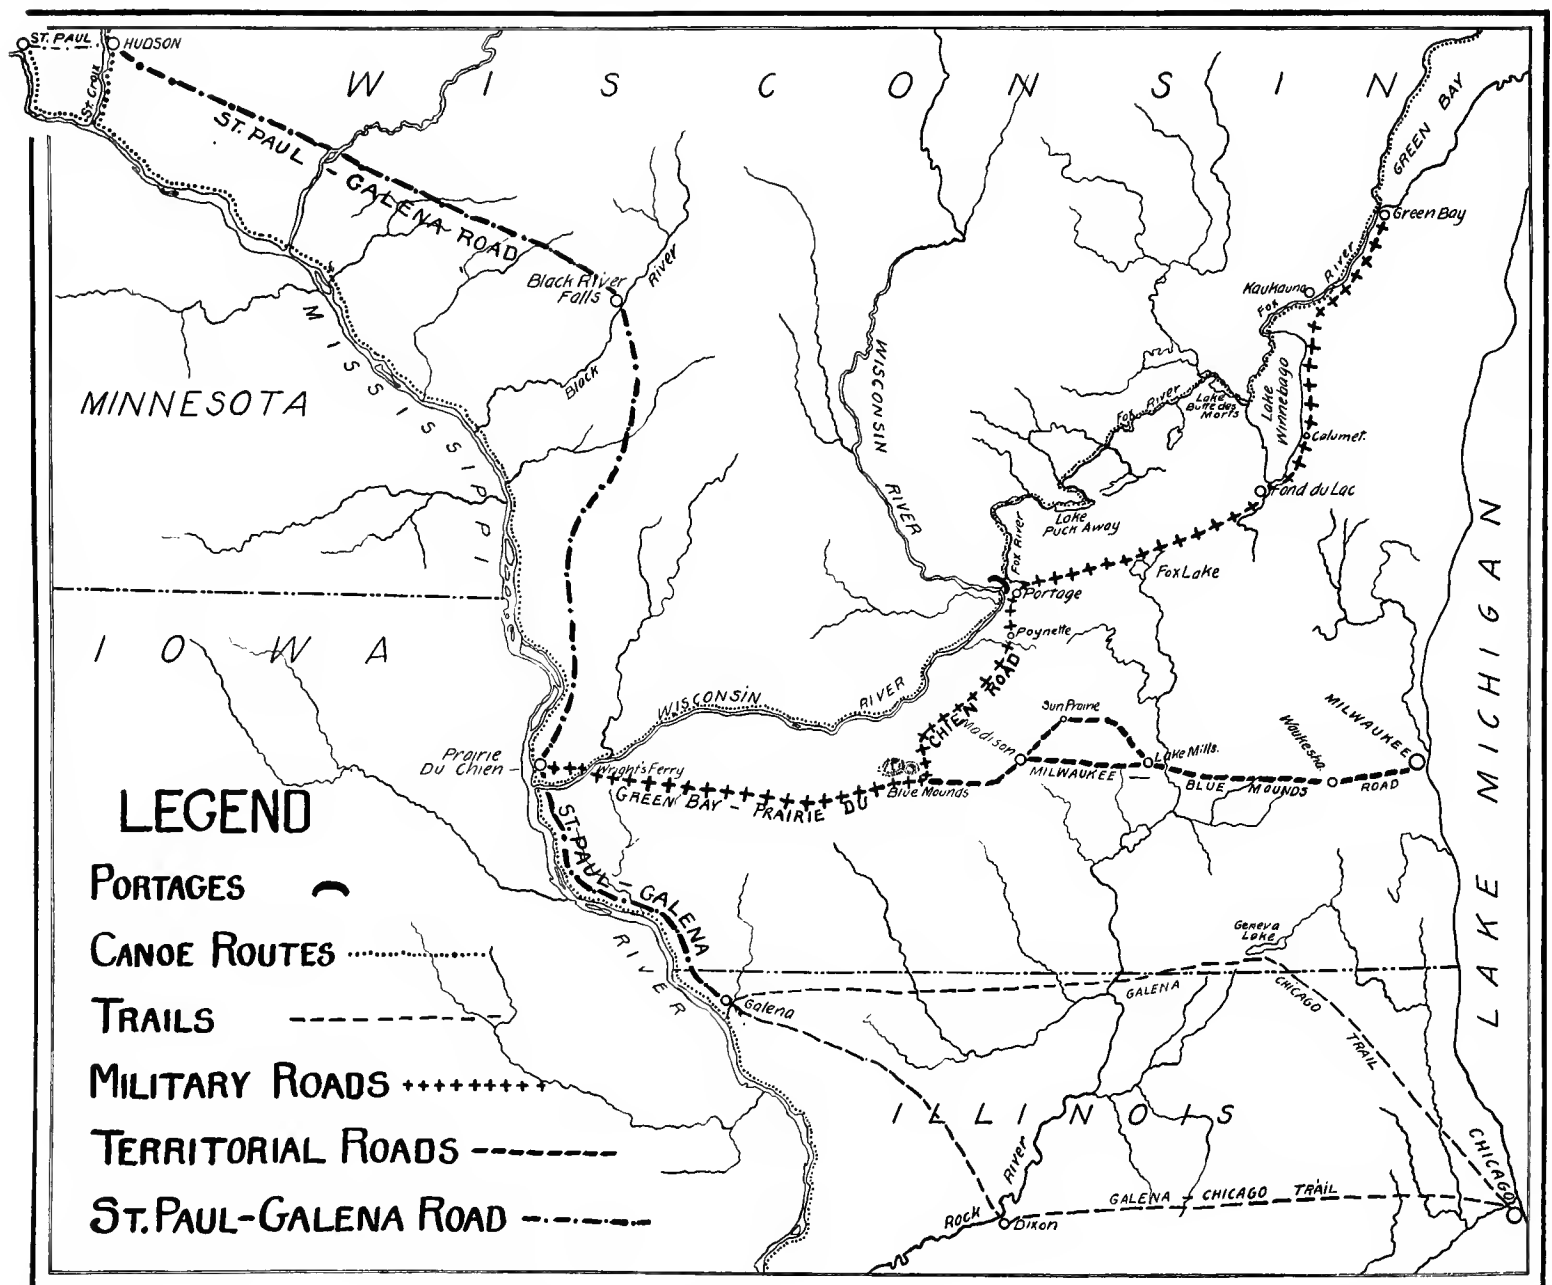 ST. PAUL
HUDSON
St. Croix
WISCONSIN
GREEN BAY
ST. PAUL - GALENA ROAD
Green Bay
Black River
Falls
River
Black
Kaukauna
Fox River
MISSISSIPPI
RIVER
MINNESOTA
WISCONSIN RIVER
Fox River
Lake
Butte des
Morts
Lake
Winnebago
Calumet.
Fond du Lac
Lake
Puck Away
Fox River
Fox Lake
Portage
Poynette
IOWA
LAKE MICHIGAN
WISCONSIN RIVER
Sun Prairie
Madison
Lake Mills.
Waukesha.
MILWAUKEE
Prairie
Du Chien
Wright's Ferry
GREEN BAY - PRAIRIE DU CHIEN ROAD
Blue Mounds
MILWAUKEE — BLUE MOUNDS ROAD
ST. PAUL - GALENA
LEGEND
PORTAGES
CANOE ROUTES
TRAILS
MILITARY ROADS
TERRITORIAL ROADS
ST. PAUL-GALENA ROAD
Geneva
Lake
Galena
GALENA CHICAGO TRAIL
ILLINOIS
CHICAGO
GALENA - CHICAGO TRAIL
ROCK River
Dixon